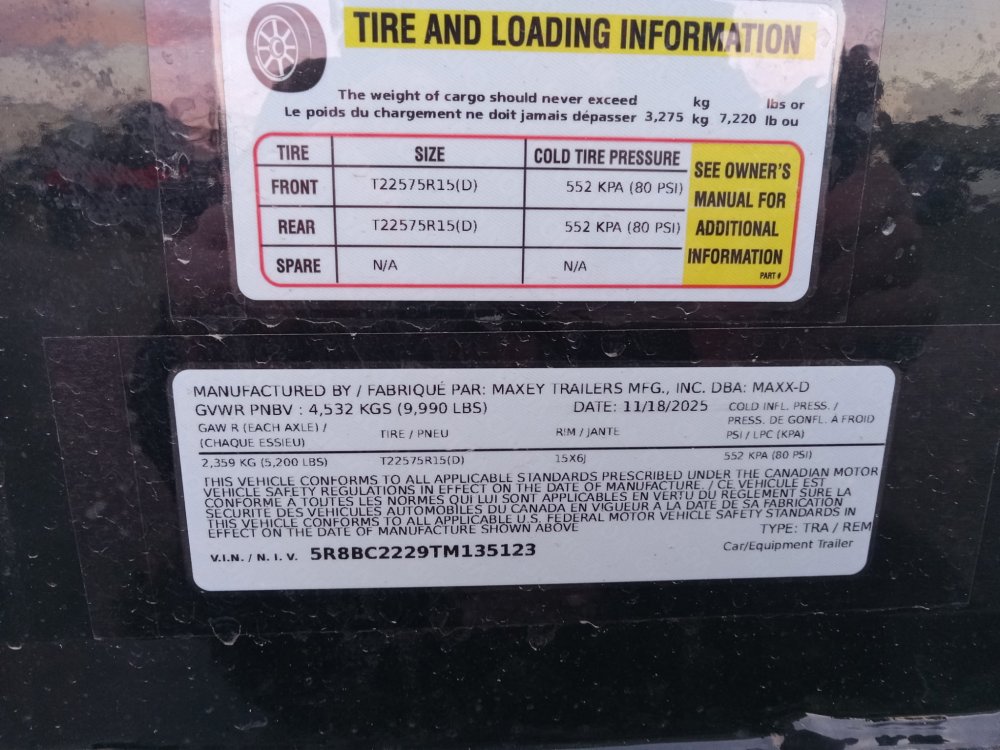 TIRE AND LOADING INFORMATION
The weight of cargo should never exceed kg lbs or
Le poids du chargement ne doit jamais dépasser 3,275 kg 7,220 lb ou
TIRE SIZE COLD TIRE PRESSURE
FRONT T22575R15(D) 552 KPA (80 PSI)
REAR T22575R15(D) 552 KPA (80 PSI)
SPARE N/A N/A
SEE OWNER'S
MANUAL FOR
ADDITIONAL
INFORMATION
PART #
MANUFACTURED BY / FABRIQUÉ PAR: MAXEY TRAILERS MFG., INC. DBA: MAXX-D
GVWR PNBV : 4,532 KGS (9,990 LBS) DATE: 11/18/2025
GAW R (EACH AXLE) /
(CHAQUE ESSIEU)
TIRE / PNEU
RIM / JANTE
COLD INFL. PRESS. /
PRESS. DE GONFL. À FROID
PSI / LPC (KPA)
2,359 KG (5,200 LBS) T22575R15(D) 15X6J 552 KPA (80 PSI)
THIS VEHICLE CONFORMS TO ALL APPLICABLE STANDARDS PRESCRIBED UNDER THE CANADIAN MOTOR
VEHICLE SAFETY REGULATIONS IN EFFECT ON THE DATE OF MANUFACTURE / CE VÉHICULE EST
CONFORME A TOUTES LES NORMES QUI LUI SONT APPLICABLES EN VERTU DU RÈGLEMENT SURE LA
SÉCURITÉ DES VÉHICULES AUTOMOBILES DU CANADA EN VIGUEUR A LA DATE DE SA FABRICATION
THIS VEHICLE CONFORMS TO ALL APPLICABLE U.S. FEDERAL MOTOR VEHICLE SAFETY STANDARDS IN
EFFECT ON THE DATE OF MANUFACTURE SHOWN ABOVE
TYPE: TRA / REM
V.I.N. / N. I. V. 5R8BC2229TM135123
Car/Equipment Trailer